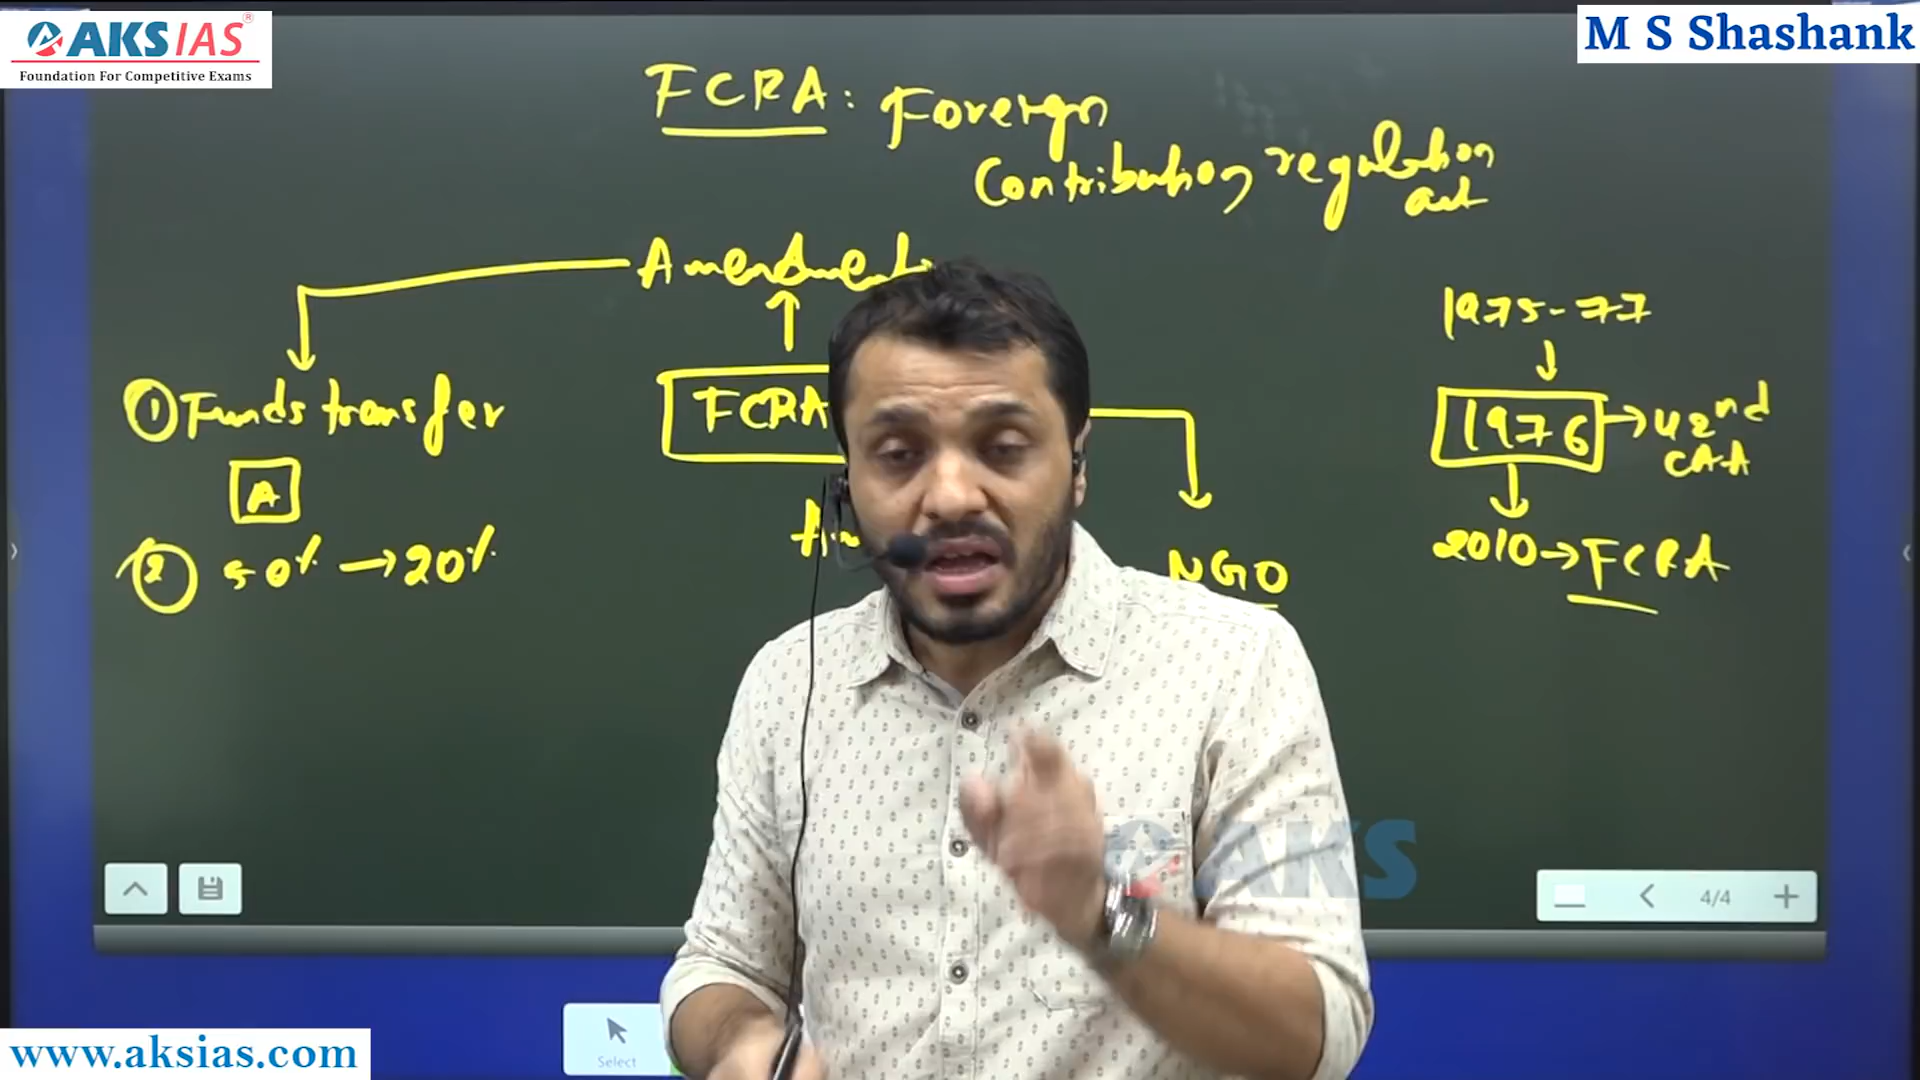 AKS IAS®
Foundation For Competitive Exams
M S Shashank
FCRA: Foreign
Contribution regulation
act
Amendment
1975-77
① Funds transfer
FCRA
1976 → 42nd
CAA
A
② 50% → 20%
NGO
2010 → FCRA
AKS
4/4
Select
www.aksias.com